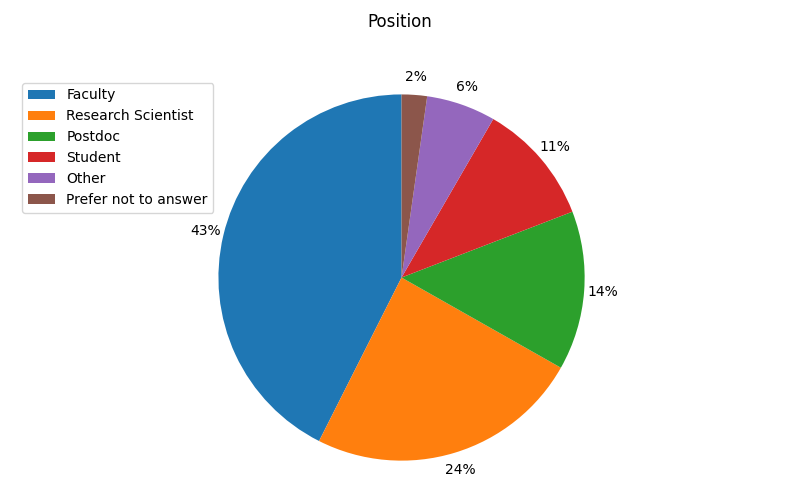 Position
Faculty
Research Scientist
Postdoc
Student
Other
Prefer not to answer
2%
6%
11%
43%
14%
24%